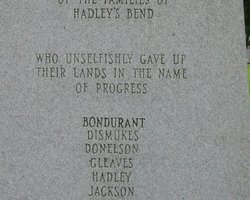 OF THE FAMILIES OF
HADLEY'S BEND
WHO UNSELFISHLY GAVE UP
THEIR LANDS IN THE NAME
OF PROGRESS
BONDURANT
DISMUKES
DONELSON
GLEAVES
HADLEY
JACKSON